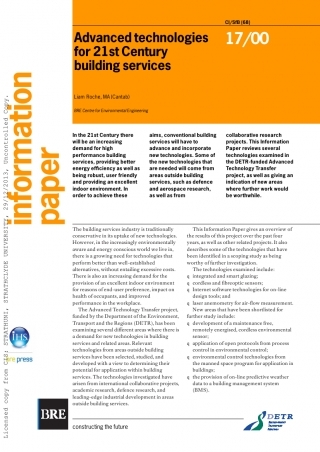 CI/SfB (68)
Advanced technologies
for 21st Century
building services
17/00
Liam Roche, MA (Cantab)
BRE Centre for Environmental Engineering
information
paper
In the 21st Century there
will be an increasing
demand for high
performance building
services, providing better
energy efficiency as well as
being robust, user friendly
and providing an excellent
indoor environment. In
order to achieve these
aims, conventional building
services will have to
advance and incorporate
new technologies. Some of
the new technologies that
are needed will come from
areas outside building
services, such as defence
and aerospace research,
as well as from
collaborative research
projects. This Information
Paper reviews several
technologies examined in
the DETR-funded Advanced
Technology Transfer
project, as well as giving an
indication of new areas
where further work would
be worthwhile.
The building services industry is traditionally
conservative in its uptake of new technologies.
However, in the increasingly environmentally
aware and energy conscious world we live in,
there is a growing need for technologies that
perform better than well-established
alternatives, without entailing excessive costs.
There is also an increasing demand for the
provision of an excellent indoor environment
for reasons of end-user preference, impact on
health of occupants, and improved
performance in the workplace.
The Advanced Technology Transfer project,
funded by the Department of the Environment,
Transport and the Regions (DETR), has been
examining several different areas where there is
a demand for new technologies in building
services and related areas. Relevant
technologies from areas outside building
services have been selected, studied, and
developed with a view to determining their
potential for application within building
services. The technologies investigated have
arisen from international collaborative projects,
academic research, defence research, and
leading-edge industrial development in areas
outside building services.
This Information Paper gives an overview of
the results of this project over the past four
years, as well as other related projects. It also
describes some of the technologies that have
been identified in a scoping study as being
worthy of further investigation.
The technologies examined include:
g integrated and smart glazing;
g cordless and fibreoptic sensors;
g Internet software technologies for on-line
design tools; and
g laser anemometry for air-flow measurement.
New areas that have been shortlisted for
further study include:
g development of a maintenance free,
remotely energised, cordless environmental
sensor;
g application of open protocols from process
control in environmental control;
g environmental control technologies from
the manned space program for application in
buildings;
g the provision of on-line predictive weather
data to a building management system
(BMS).
Licensed copy from CIS: STRATHUNI, STRATHCLYDE UNIVERSITY, 29/12/2013, Uncontrolled Copy.
IHS
press
BRE
constructing the future
DETR